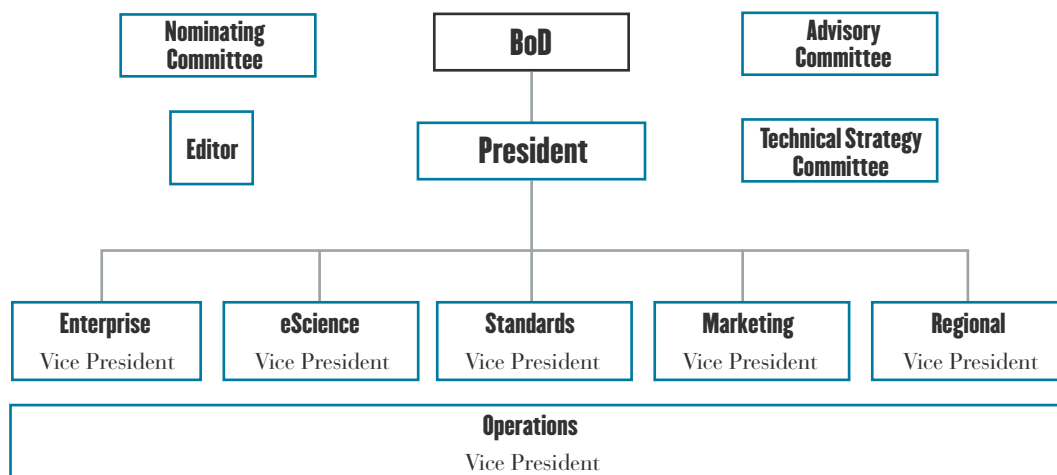 Nominating
Committee
BoD
Advisory
Committee
Editor
President
Technical Strategy
Committee
Enterprise
Vice President
eScience
Vice President
Standards
Vice President
Marketing
Vice President
Regional
Vice President
Operations
Vice President